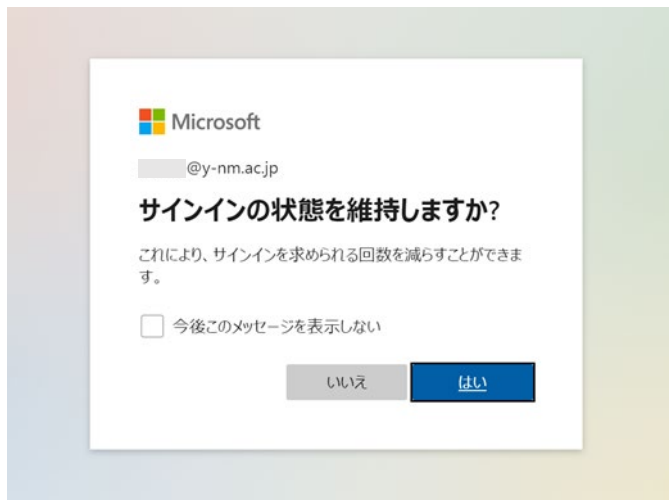 Microsoft
@y-nm.ac.jp
サインインの状態を維持しますか?
これにより、サインインを求められる回数を減らすことができま
す。
今後このメッセージを表示しない
いいえ
はい